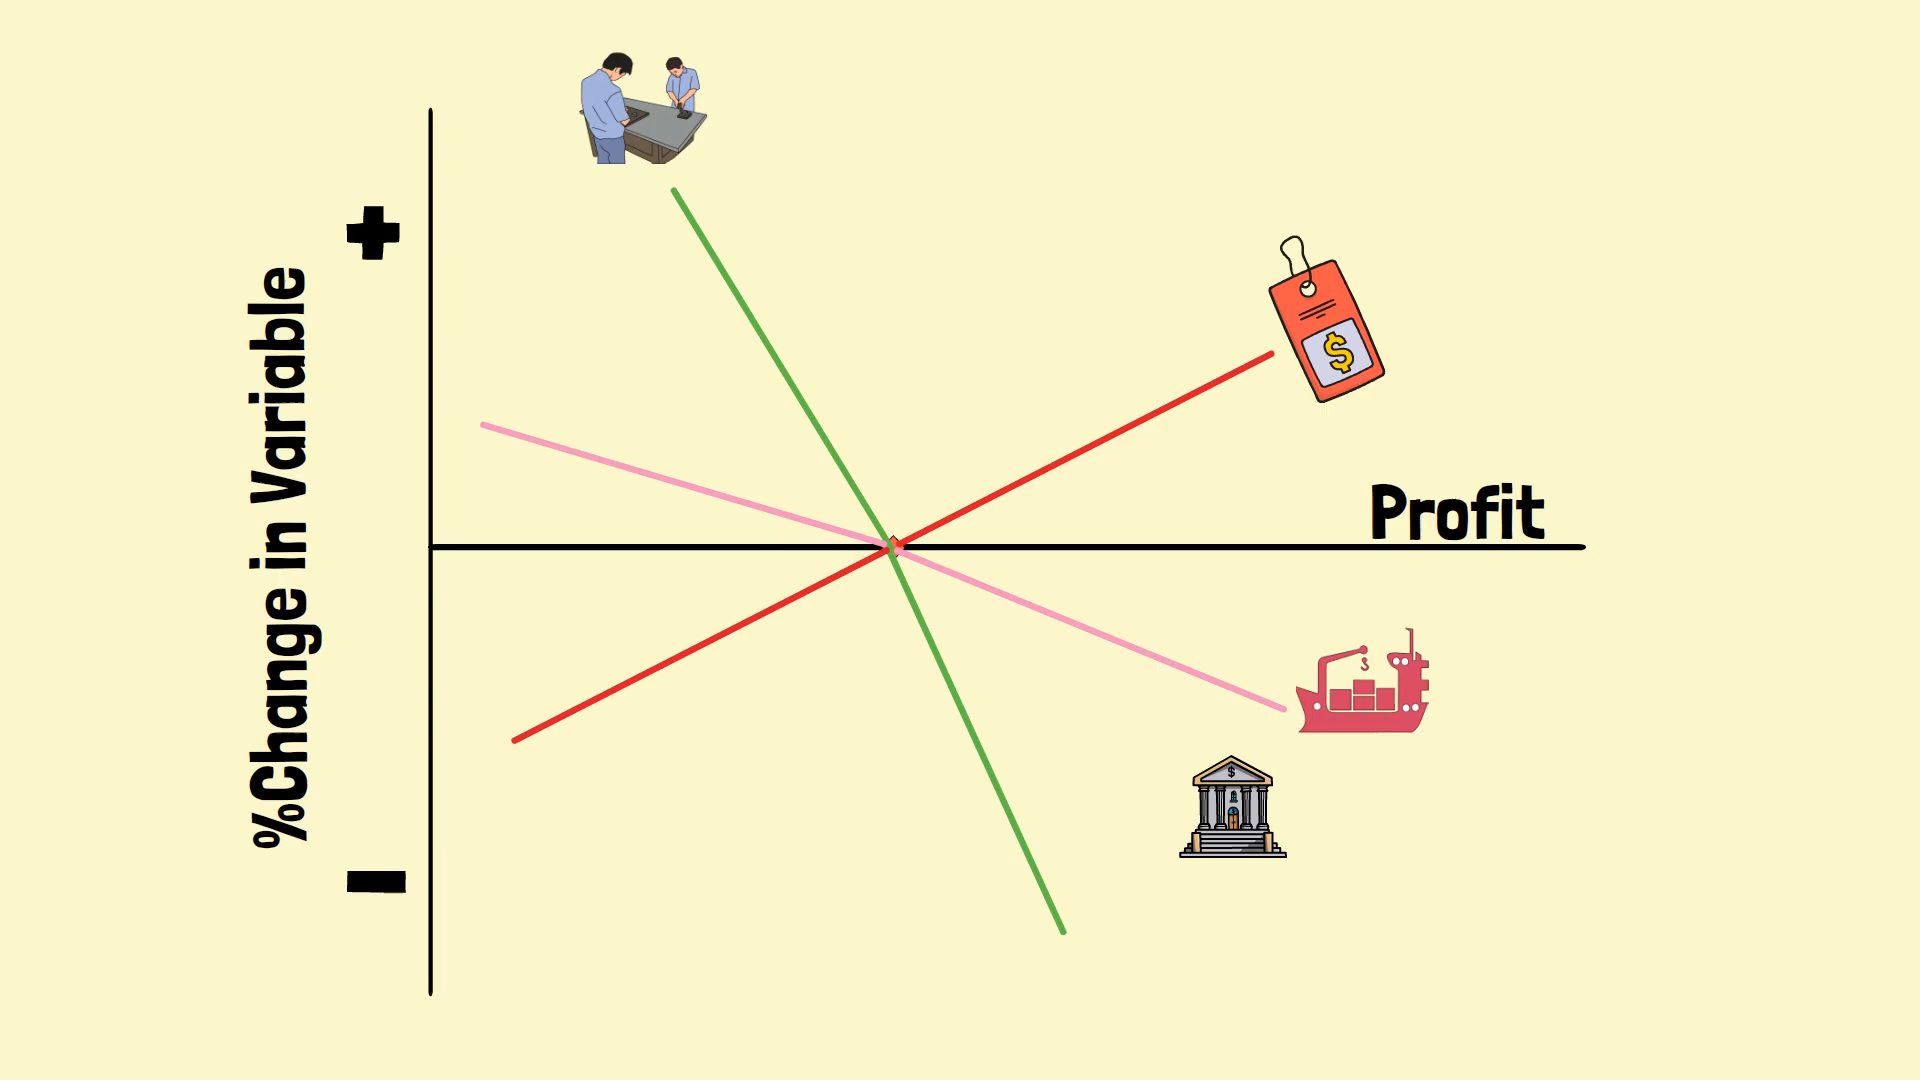 +
%Change in Variable
Profit
-
$
$